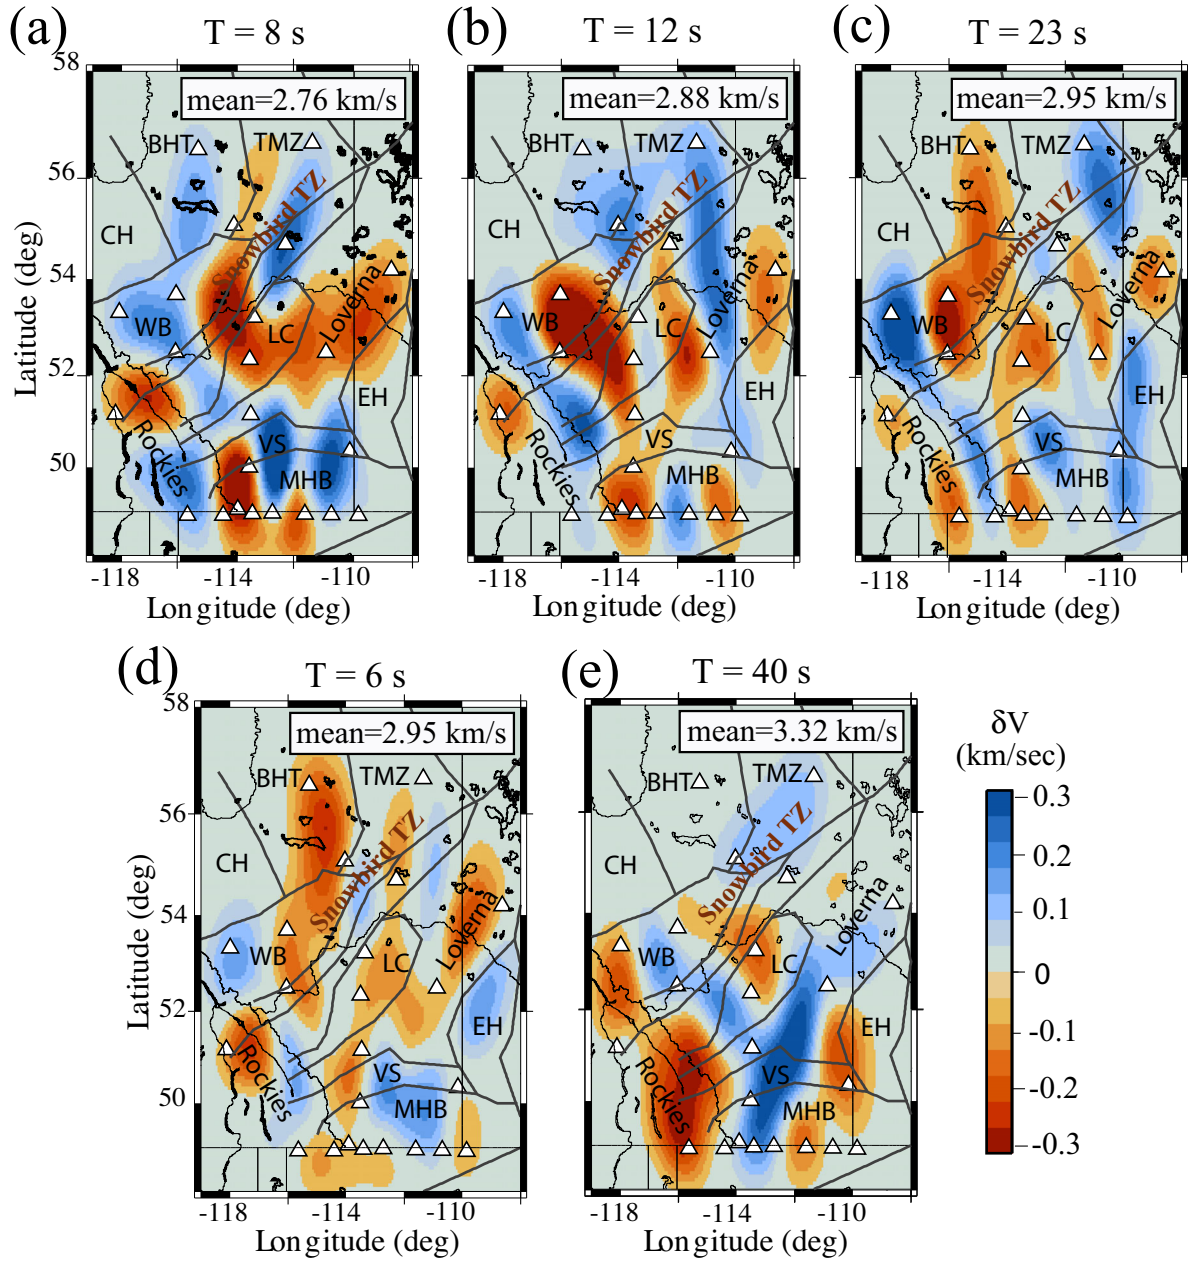 (a) T = 8 s
(b) T = 12 s
(c) T = 23 s
58
56
54
52
50
Latitude (deg)
mean=2.76 km/s
BHT
TMZ
Snowbird TZ
CH
WB
LC
Loverna
EH
VS
Rockies
MHB
-118
-114
-110
Longitude (deg)
mean=2.88 km/s
BHT
TMZ
Snowbird TZ
CH
WB
LC
Loverna
EH
VS
Rockies
MHB
-118
-114
-110
Longitude (deg)
mean=2.95 km/s
BHT
TMZ
Snowbird TZ
CH
WB
LC
Loverna
EH
VS
Rockies
MHB
-118
-114
-110
Longitude (deg)
(d) T = 6 s
(e) T = 40 s
58
56
54
52
50
Latitude (deg)
mean=2.95 km/s
BHT
TMZ
Snowbird TZ
CH
WB
LC
Loverna
EH
VS
Rockies
MHB
-118
-114
-110
Longitude (deg)
mean=3.32 km/s
BHT
TMZ
Snowbird TZ
CH
WB
LC
Loverna
EH
VS
Rockies
MHB
-118
-114
-110
Longitude (deg)
δV
(km/sec)
0.3
0.2
0.1
0
-0.1
-0.2
-0.3